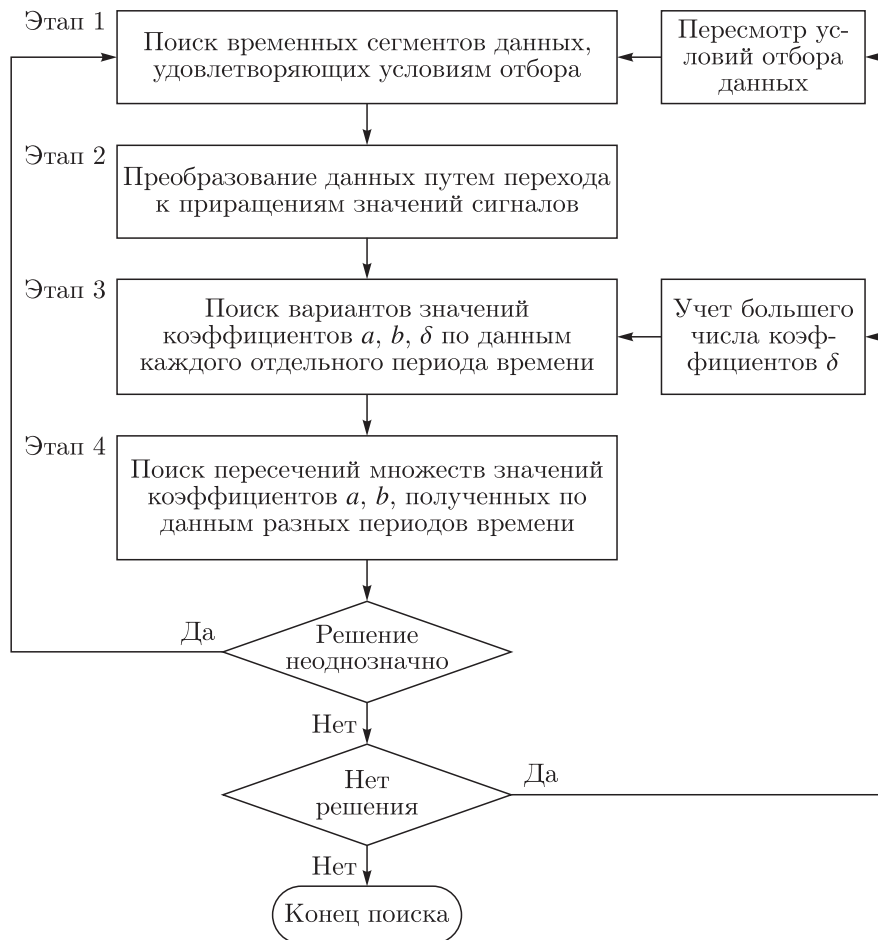 Этап 1
Поиск временных сегментов данных,
удовлетворяющих условиям отбора
Пересмотр ус-
ловий отбора
данных
Этап 2
Преобразование данных путем перехода
к приращениям значений сигналов
Этап 3
Поиск вариантов значений
коэффициентов a, b, δ по данным
каждого отдельного периода времени
Учет большего
числа коэф-
фициентов δ
Этап 4
Поиск пересечений множеств значений
коэффициентов a, b, полученных по
данным разных периодов времени
Да
Решение
неоднозначно
Нет
Нет
решения
Да
Нет
Конец поиска